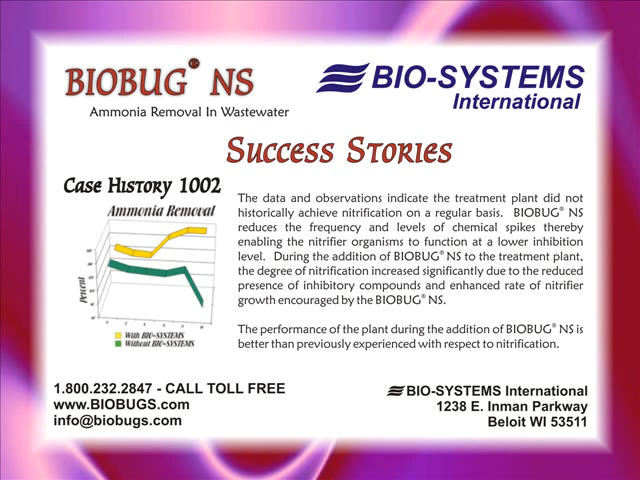 BIOBUG® NS
Ammonia Removal In Wastewater
BIO-SYSTEMS
International
Success Stories
Case History 1002
Ammonia Removal
Percent
With BIO-SYSTEMS
Without BIO-SYSTEMS
The data and observations indicate the treatment plant did not
historically achieve nitrification on a regular basis. BIOBUG® NS
reduces the frequency and levels of chemical spikes thereby
enabling the nitrifier organisms to function at a lower inhibition
level. During the addition of BIOBUG® NS to the treatment plant,
the degree of nitrification increased significantly due to the reduced
presence of inhibitory compounds and enhanced rate of nitrifier
growth encouraged by the BIOBUG® NS.
The performance of the plant during the addition of BIOBUG® NS is
better than previously experienced with respect to nitrification.
1.800.232.2847 - CALL TOLL FREE
www.BIOBUGS.com
info@biobugs.com
BIO-SYSTEMS International
1238 E. Inman Parkway
Beloit WI 53511